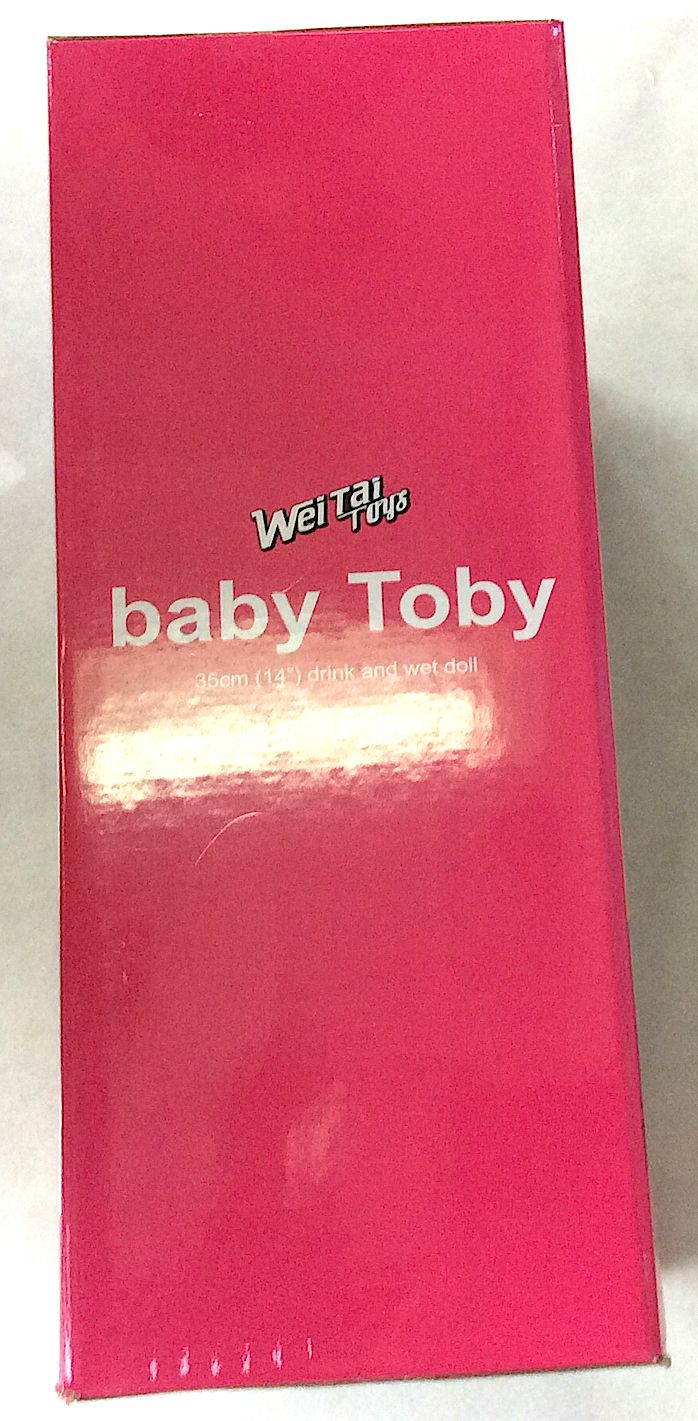 Wei Tai
Toys
baby Toby
35cm (14") drink and wet doll